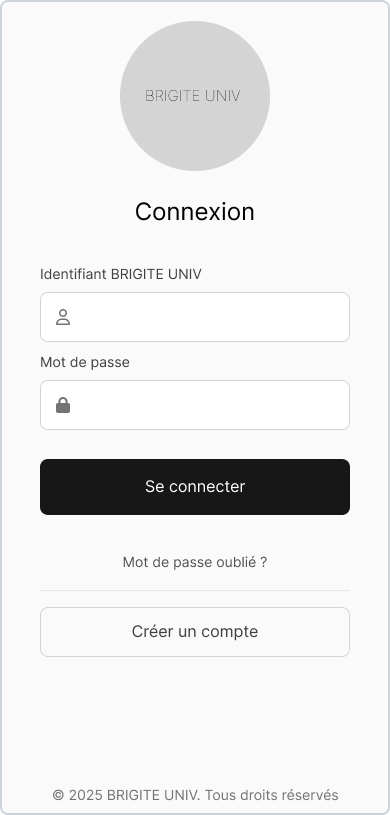 BRIGITE UNIV
Connexion
Identifiant BRIGITE UNIV
Mot de passe
Se connecter
Mot de passe oublié ?
Créer un compte
© 2025 BRIGITE UNIV. Tous droits réservés